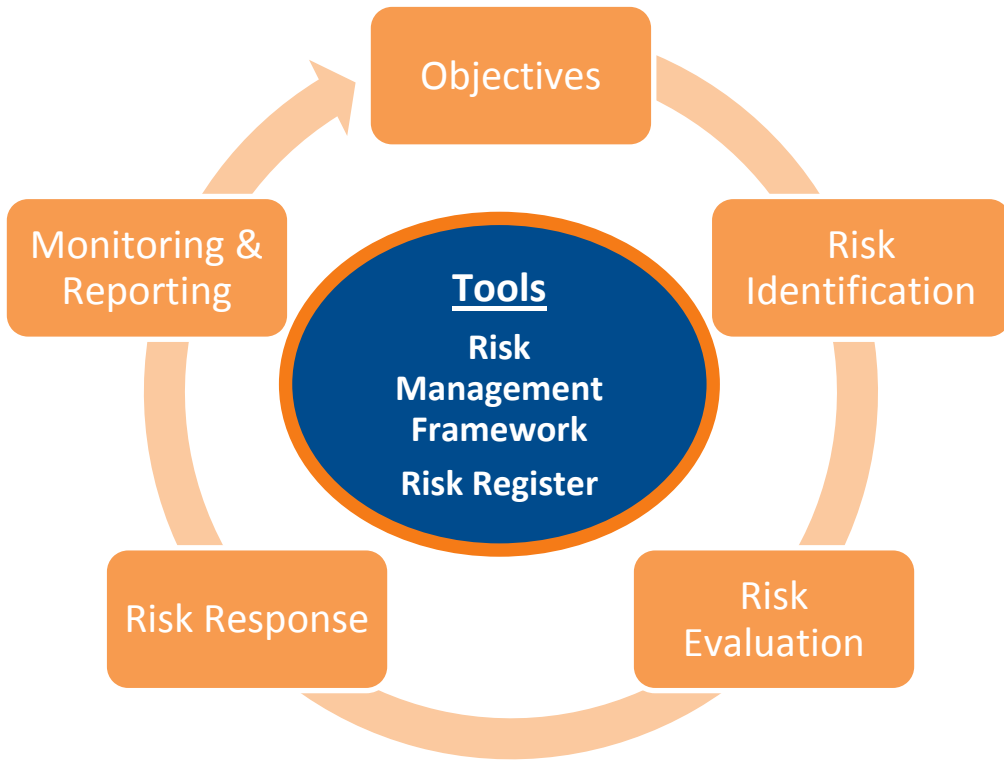 Objectives
Risk
Identification
Risk
Evaluation
Risk Response
Monitoring &
Reporting
Tools
Risk
Management
Framework
Risk Register